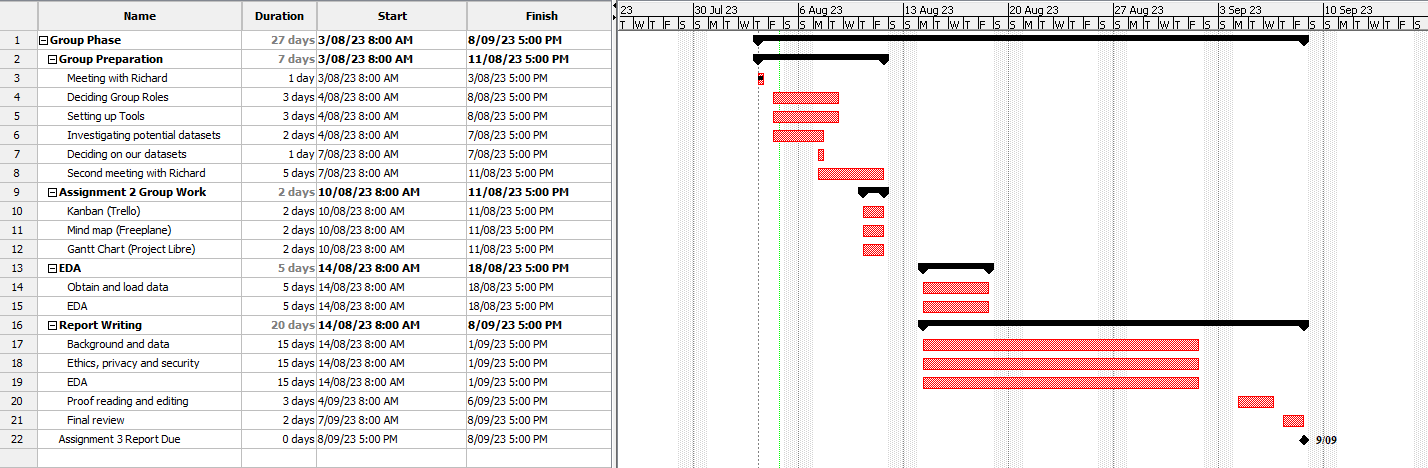 Name Duration Start Finish 23 30 Jul 23 6 Aug 23 13 Aug 23 20 Aug 23 27 Aug 23 3 Sep 23 10 Sep 23
T W T F S S M T W T F S S M T W T F S S M T W T F S S M T W T F S S M T W T F S S M T W T F S S M T W T F S
1 Group Phase 27 days 3/08/23 8:00 AM 8/09/23 5:00 PM
2 Group Preparation 7 days 3/08/23 8:00 AM 11/08/23 5:00 PM
3 Meeting with Richard 1 day 3/08/23 8:00 AM 3/08/23 5:00 PM
4 Deciding Group Roles 3 days 4/08/23 8:00 AM 8/08/23 5:00 PM
5 Setting up Tools 3 days 4/08/23 8:00 AM 8/08/23 5:00 PM
6 Investigating potential datasets 2 days 4/08/23 8:00 AM 7/08/23 5:00 PM
7 Deciding on our datasets 1 day 7/08/23 8:00 AM 7/08/23 5:00 PM
8 Second meeting with Richard 5 days 7/08/23 8:00 AM 11/08/23 5:00 PM
9 Assignment 2 Group Work 2 days 10/08/23 8:00 AM 11/08/23 5:00 PM
10 Kanban (Trello) 2 days 10/08/23 8:00 AM 11/08/23 5:00 PM
11 Mind map (Freeplane) 2 days 10/08/23 8:00 AM 11/08/23 5:00 PM
12 Gantt Chart (Project Libre) 2 days 10/08/23 8:00 AM 11/08/23 5:00 PM
13 EDA 5 days 14/08/23 8:00 AM 18/08/23 5:00 PM
14 Obtain and load data 5 days 14/08/23 8:00 AM 18/08/23 5:00 PM
15 EDA 5 days 14/08/23 8:00 AM 18/08/23 5:00 PM
16 Report Writing 20 days 14/08/23 8:00 AM 8/09/23 5:00 PM
17 Background and data 15 days 14/08/23 8:00 AM 1/09/23 5:00 PM
18 Ethics, privacy and security 15 days 14/08/23 8:00 AM 1/09/23 5:00 PM
19 EDA 15 days 14/08/23 8:00 AM 1/09/23 5:00 PM
20 Proof reading and editing 3 days 4/09/23 8:00 AM 6/09/23 5:00 PM
21 Final review 2 days 7/09/23 8:00 AM 8/09/23 5:00 PM
22 Assignment 3 Report Due 0 days 8/09/23 5:00 PM 8/09/23 5:00 PM 9/09